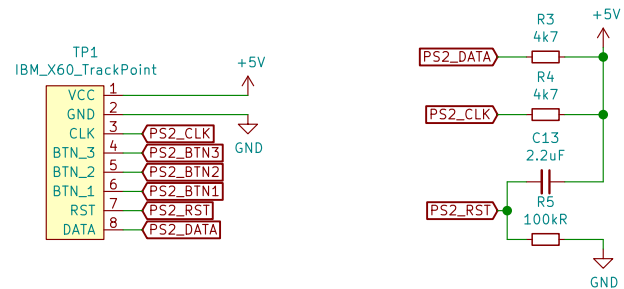 TP1
IBM_X60_TrackPoint
+5V
VCC 1
GND 2
CLK 3 PS2_CLK
BTN_3 4 PS2_BTN3
BTN_2 5 PS2_BTN2
BTN_1 6 PS2_BTN1
RST 7 PS2_RST
DATA 8 PS2_DATA
GND
+5V
R3
4k7
PS2_DATA
R4
4k7
PS2_CLK
C13
2.2uF
PS2_RST
R5
100kR
GND